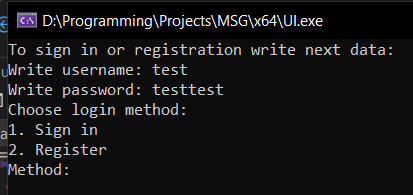 D:\Programming\Projects\MSG\x64\UI.exe
To sign in or registration write next data:
Write username: test
Write password: testtest
Choose login method:
1. Sign in
2. Register
Method: